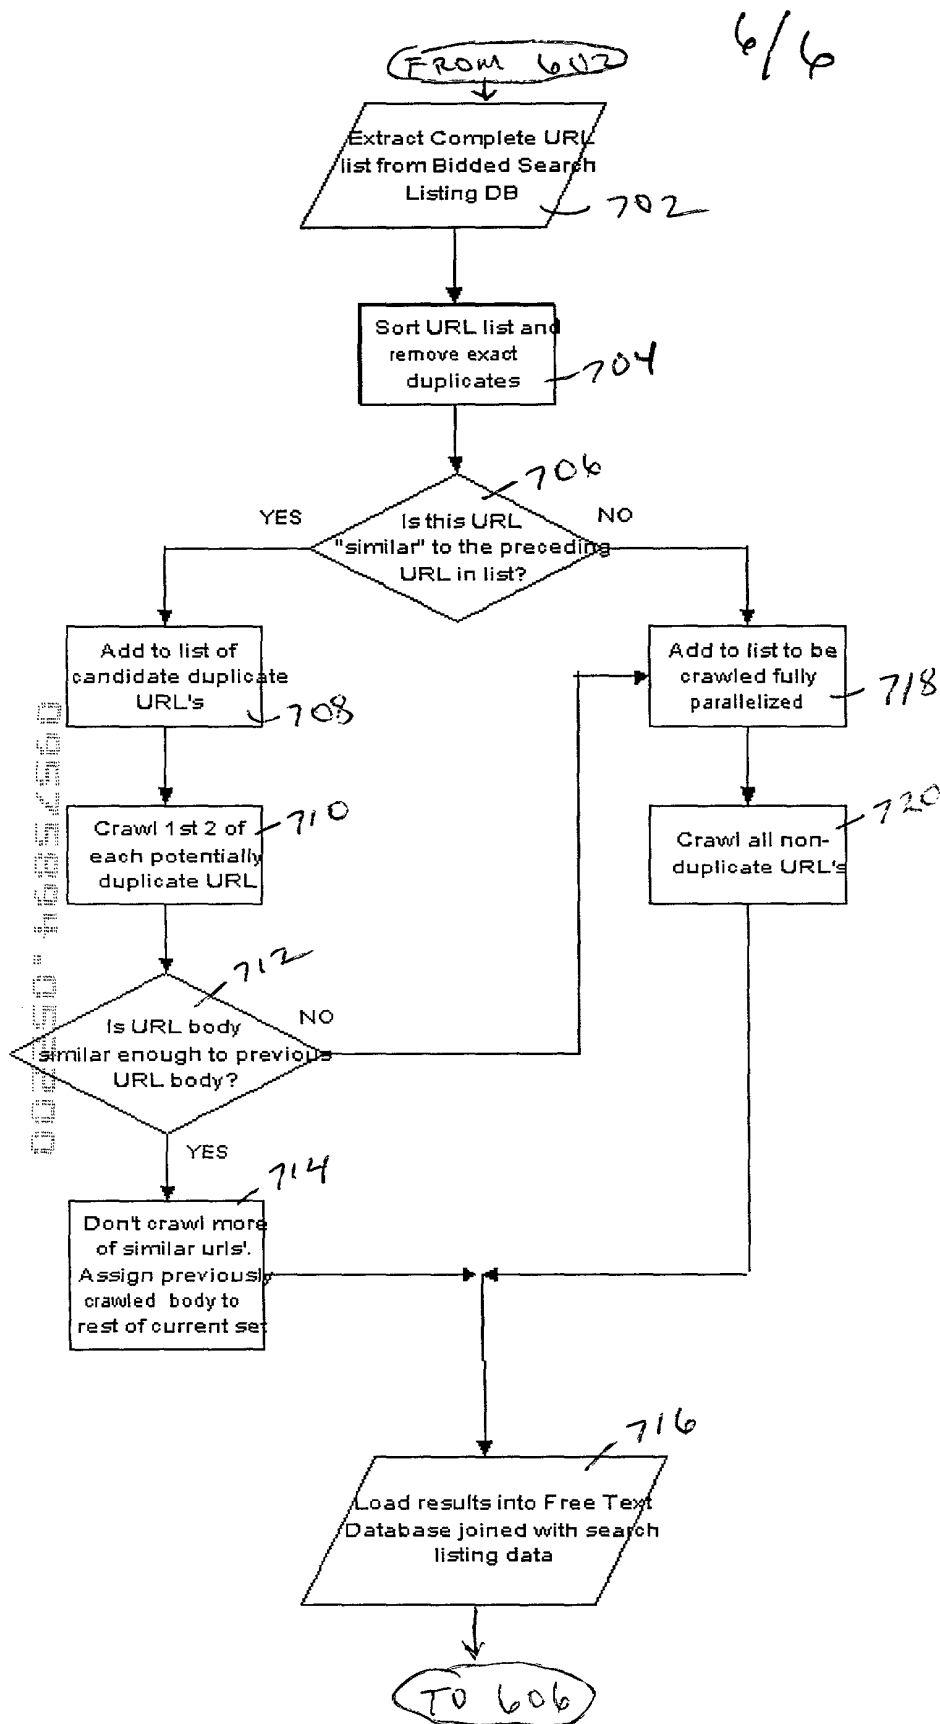 6/6
FROM 602
Extract Complete URL
list from Bidded Search
Listing DB
702
Sort URL list and
remove exact
duplicates
704
706
YES
NO
Is this URL
"similar" to the preceding
URL in list?
Add to list of
candidate duplicate
URL's
708
Add to list to be
crawled fully
parallelized
718
Crawl 1st 2 of
each potentially
duplicate URL
710
Crawl all non-
duplicate URL's
720
712
Is URL body
similar enough to previous
URL body?
NO
YES
714
Don't crawl more
of similar urls'.
Assign previously
crawled body to
rest of current set
716
Load results into Free Text
Database joined with search
listing data
TO 606